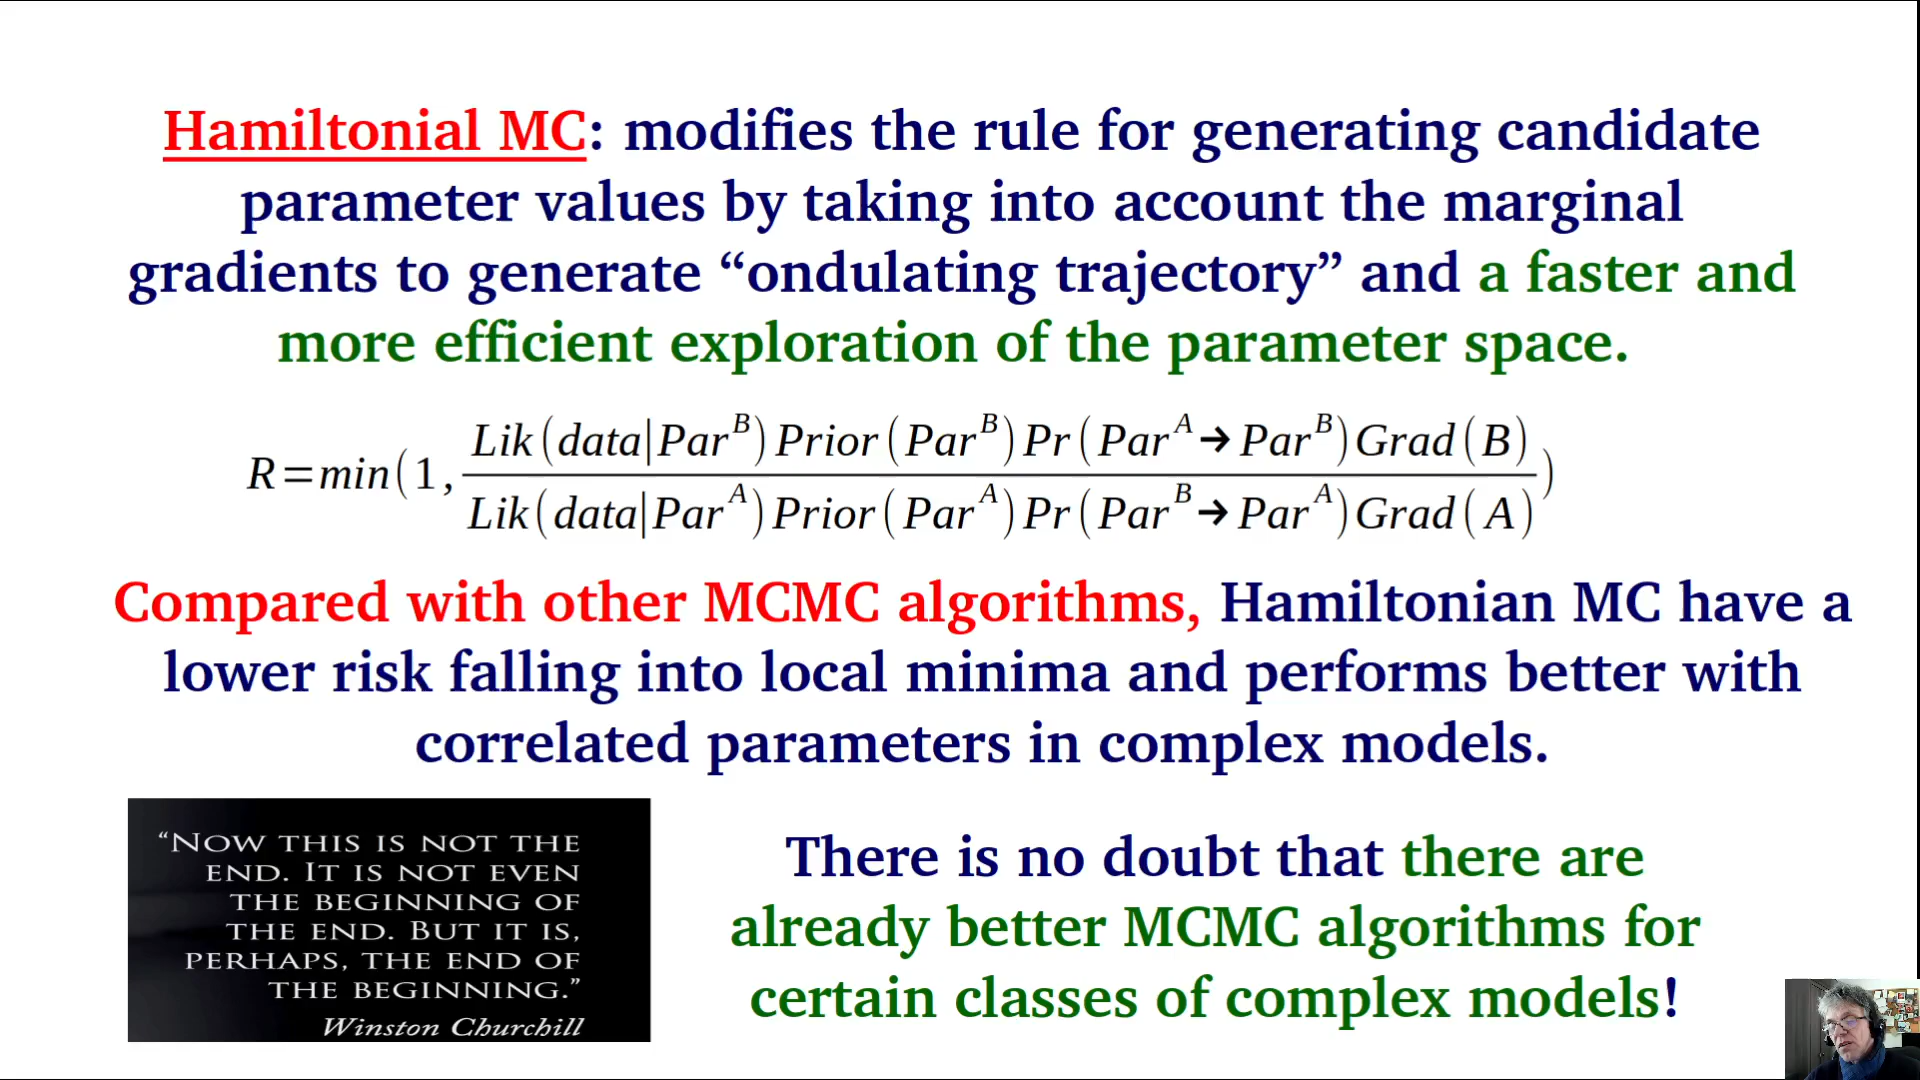 Hamiltonial MC: modifies the rule for generating candidate
parameter values by taking into account the marginal
gradients to generate “ondulating trajectory” and a faster and
more efficient exploration of the parameter space.
R=min(1, Lik(data|Par^B) Prior(Par^B) Pr(Par^A→Par^B) Grad(B)
Lik(data|Par^A) Prior(Par^A) Pr(Par^B→Par^A) Grad(A))
Compared with other MCMC algorithms, Hamiltonian MC have a
lower risk falling into local minima and performs better with
correlated parameters in complex models.
“Now this is not the
end. It is not even
the beginning of
the end. But it is,
perhaps, the end of
the beginning.”
Winston Churchill
There is no doubt that there are
already better MCMC algorithms for
certain classes of complex models!